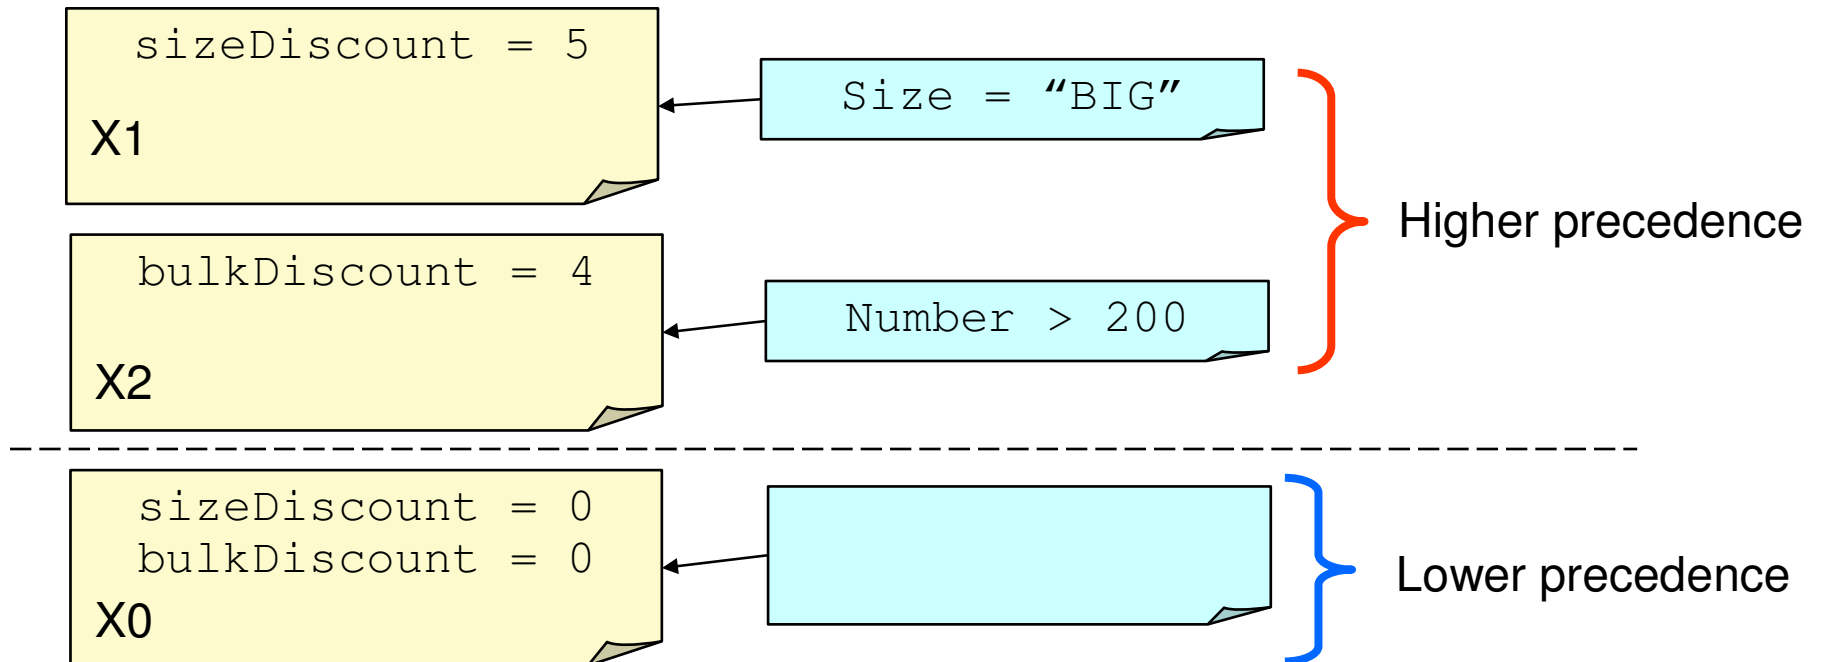 sizeDiscount = 5
X1
Size = “BIG”
Higher precedence
bulkDiscount = 4
X2
Number > 200
sizeDiscount = 0
bulkDiscount = 0
X0
Lower precedence